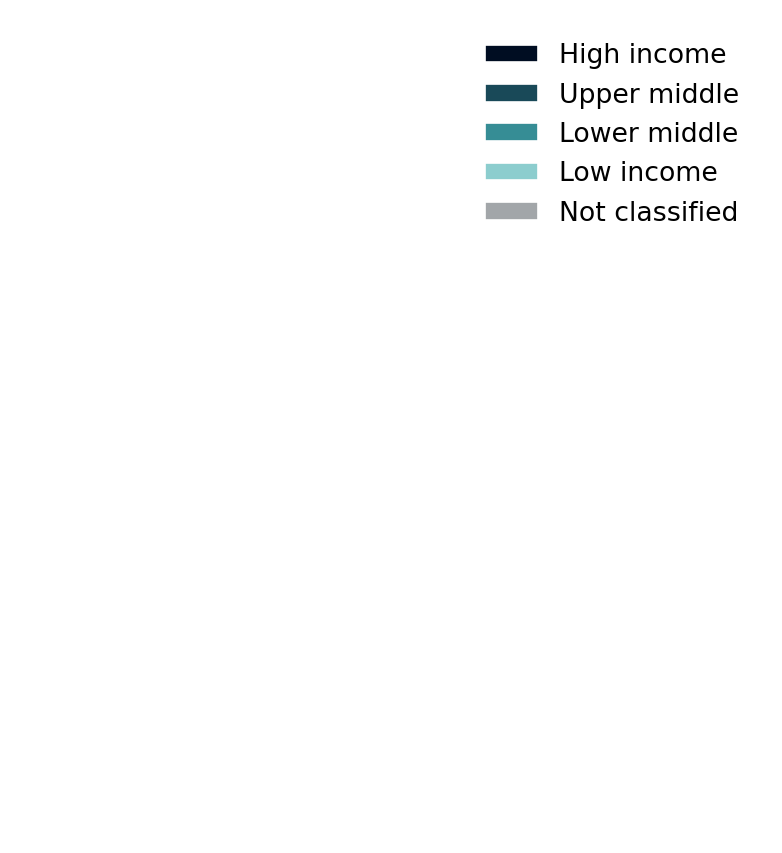 High income
Upper middle
Lower middle
Low income
Not classified